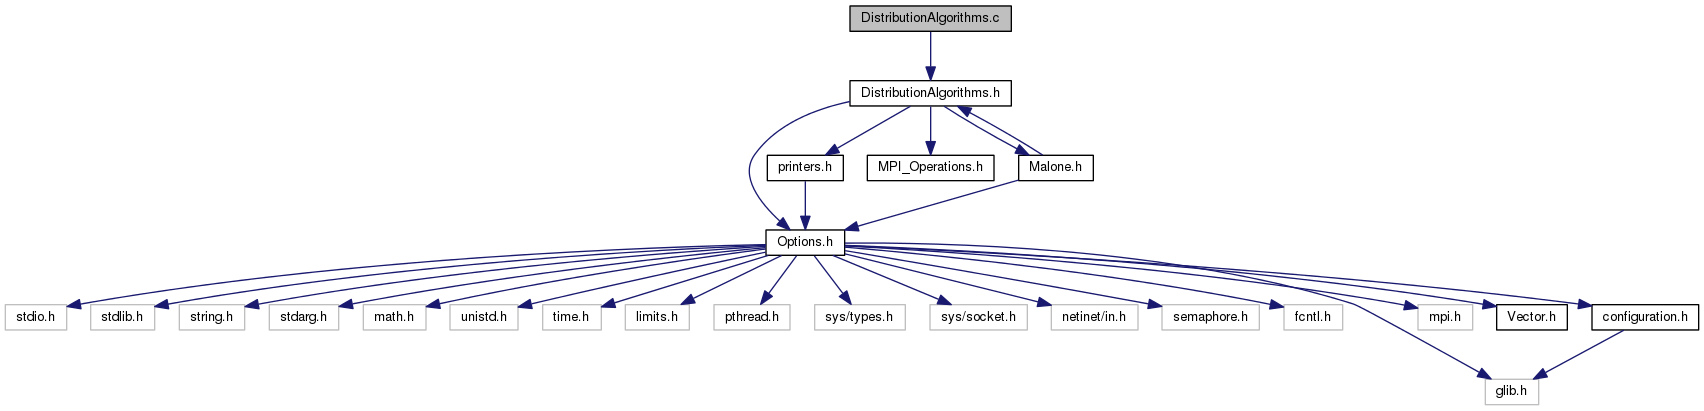 DistributionAlgorithms.c
DistributionAlgorithms.h
printers.h
MPI_Operations.h
Malone.h
Options.h
stdio.h
stdlib.h
string.h
stdarg.h
math.h
unistd.h
time.h
limits.h
pthread.h
sys/types.h
sys/socket.h
netinet/in.h
semaphore.h
fcntl.h
mpi.h
Vector.h
configuration.h
glib.h